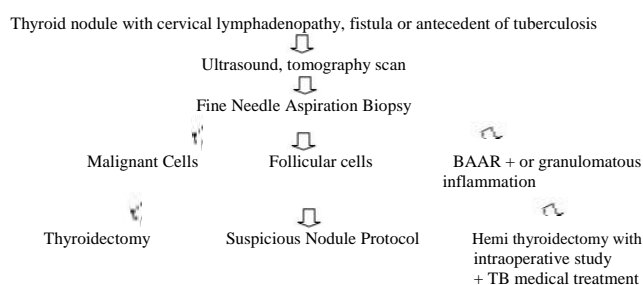 Thyroid nodule with cervical lymphadenopathy, fistula or antecedent of tuberculosis
Ultrasound, tomography scan
Fine Needle Aspiration Biopsy
Malignant Cells
Follicular cells
BAAR + or granulomatous
inflammation
Thyroidectomy
Suspicious Nodule Protocol
Hemi thyroidectomy with
intraoperative study
+ TB medical treatment